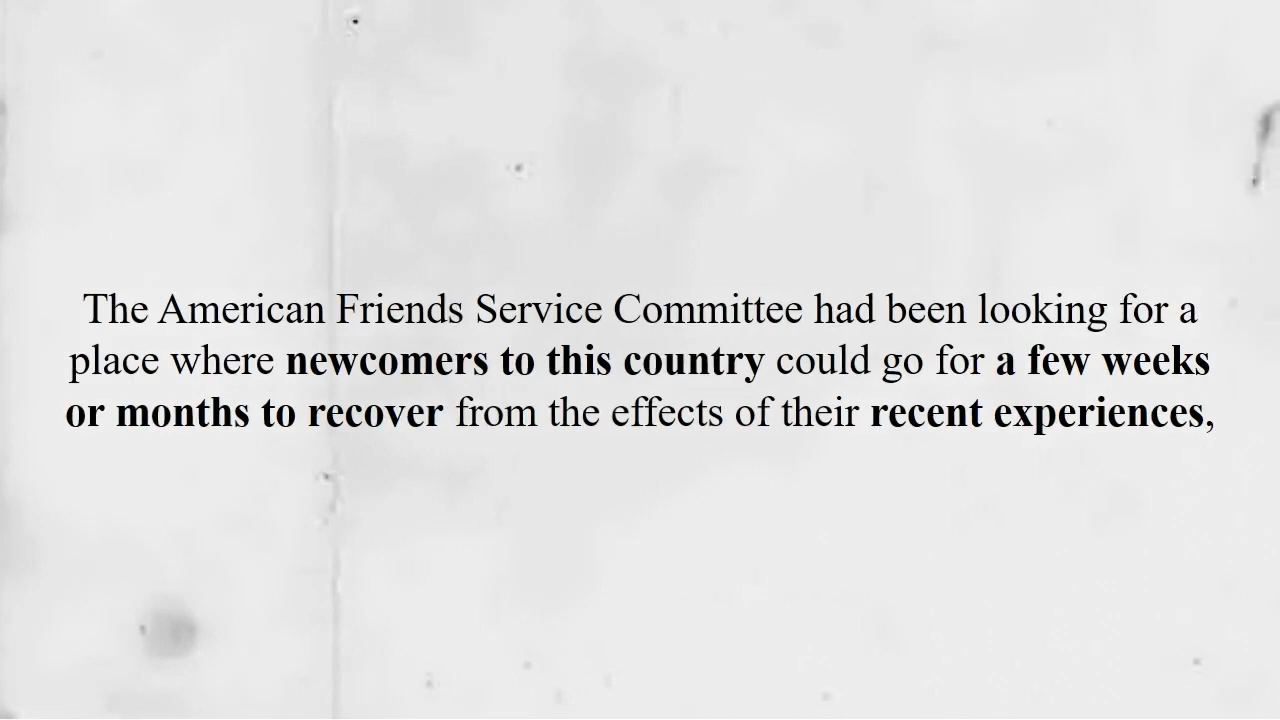 The American Friends Service Committee had been looking for a
place where newcomers to this country could go for a few weeks
or months to recover from the effects of their recent experiences,